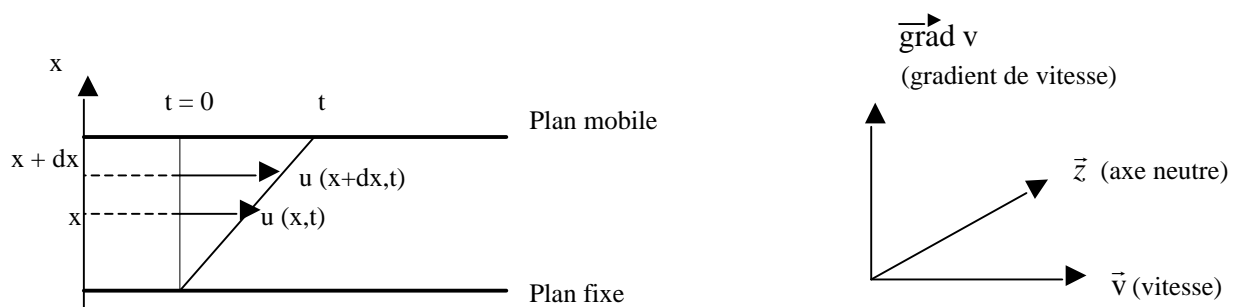 x
t = 0
t
Plan mobile
x + dx
u (x+dx,t)
x
u (x,t)
Plan fixe
grad v
(gradient de vitesse)
z (axe neutre)
v (vitesse)